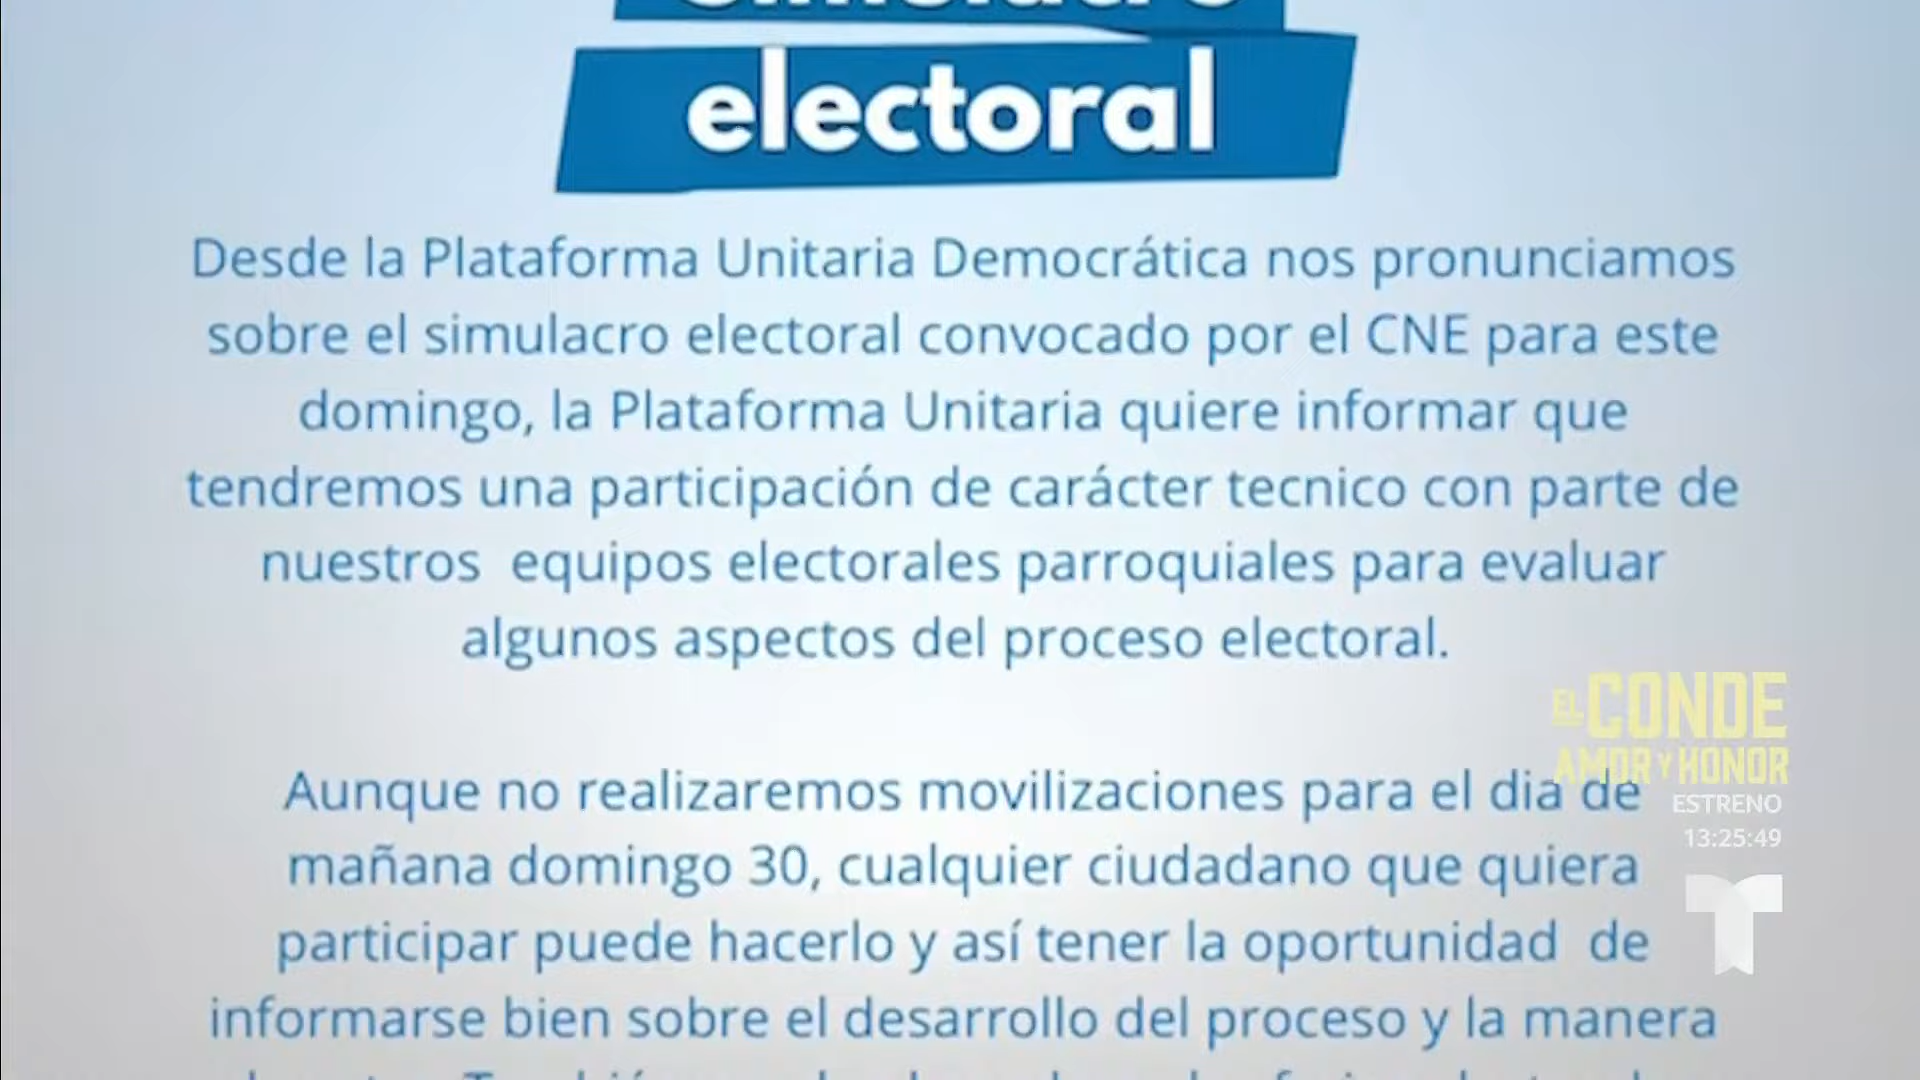 electoral
Desde la Plataforma Unitaria Democrática nos pronunciamos
sobre el simulacro electoral convocado por el CNE para este
domingo, la Plataforma Unitaria quiere informar que
tendremos una participación de carácter tecnico con parte de
nuestros equipos electorales parroquiales para evaluar
algunos aspectos del proceso electoral.
Aunque no realizaremos movilizaciones para el dia de
mañana domingo 30, cualquier ciudadano que quiera
participar puede hacerlo y así tener la oportunidad de
informarse bien sobre el desarrollo del proceso y la manera
EL CONDE
AMOR Y HONOR
ESTRENO
13:25:49
T